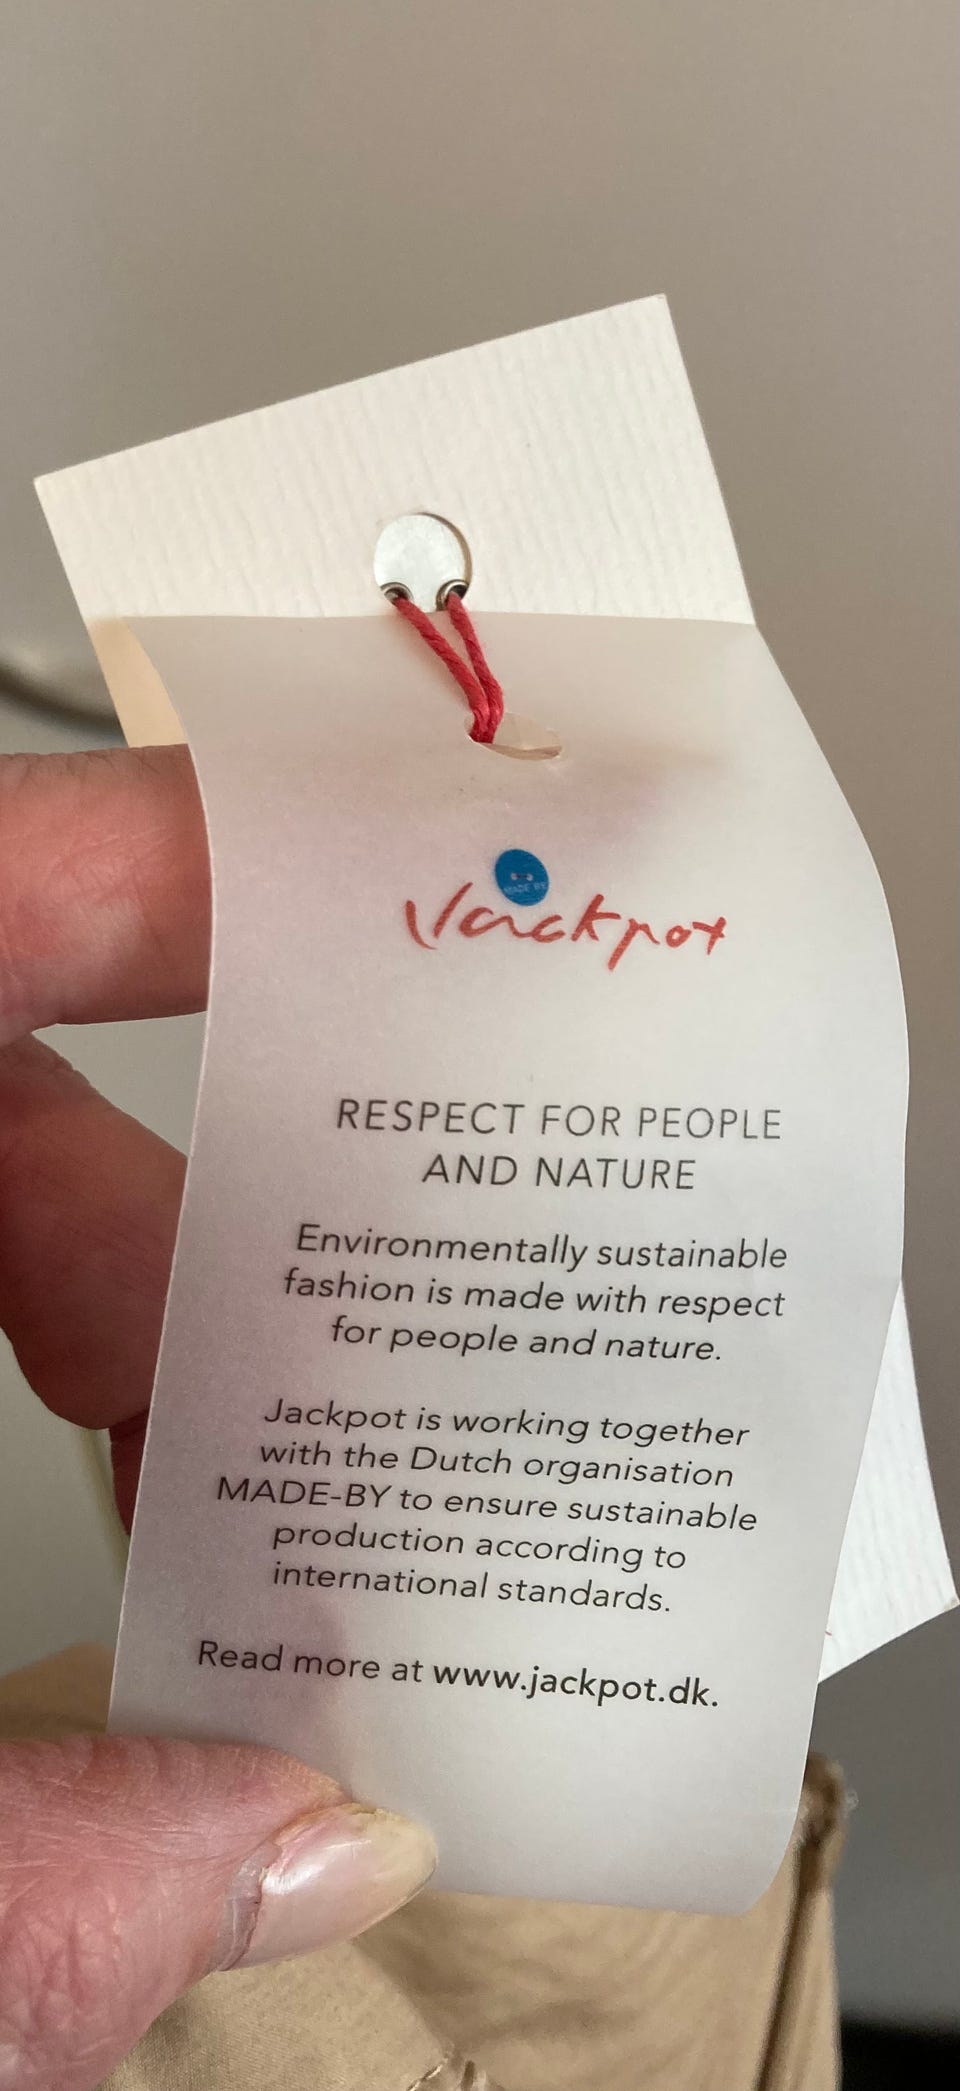 MADE-BY
Jackpot
RESPECT FOR PEOPLE
AND NATURE
Environmentally sustainable
fashion is made with respect
for people and nature.
Jackpot is working together
with the Dutch organisation
MADE-BY to ensure sustainable
production according to
international standards.
Read more at www.jackpot.dk.